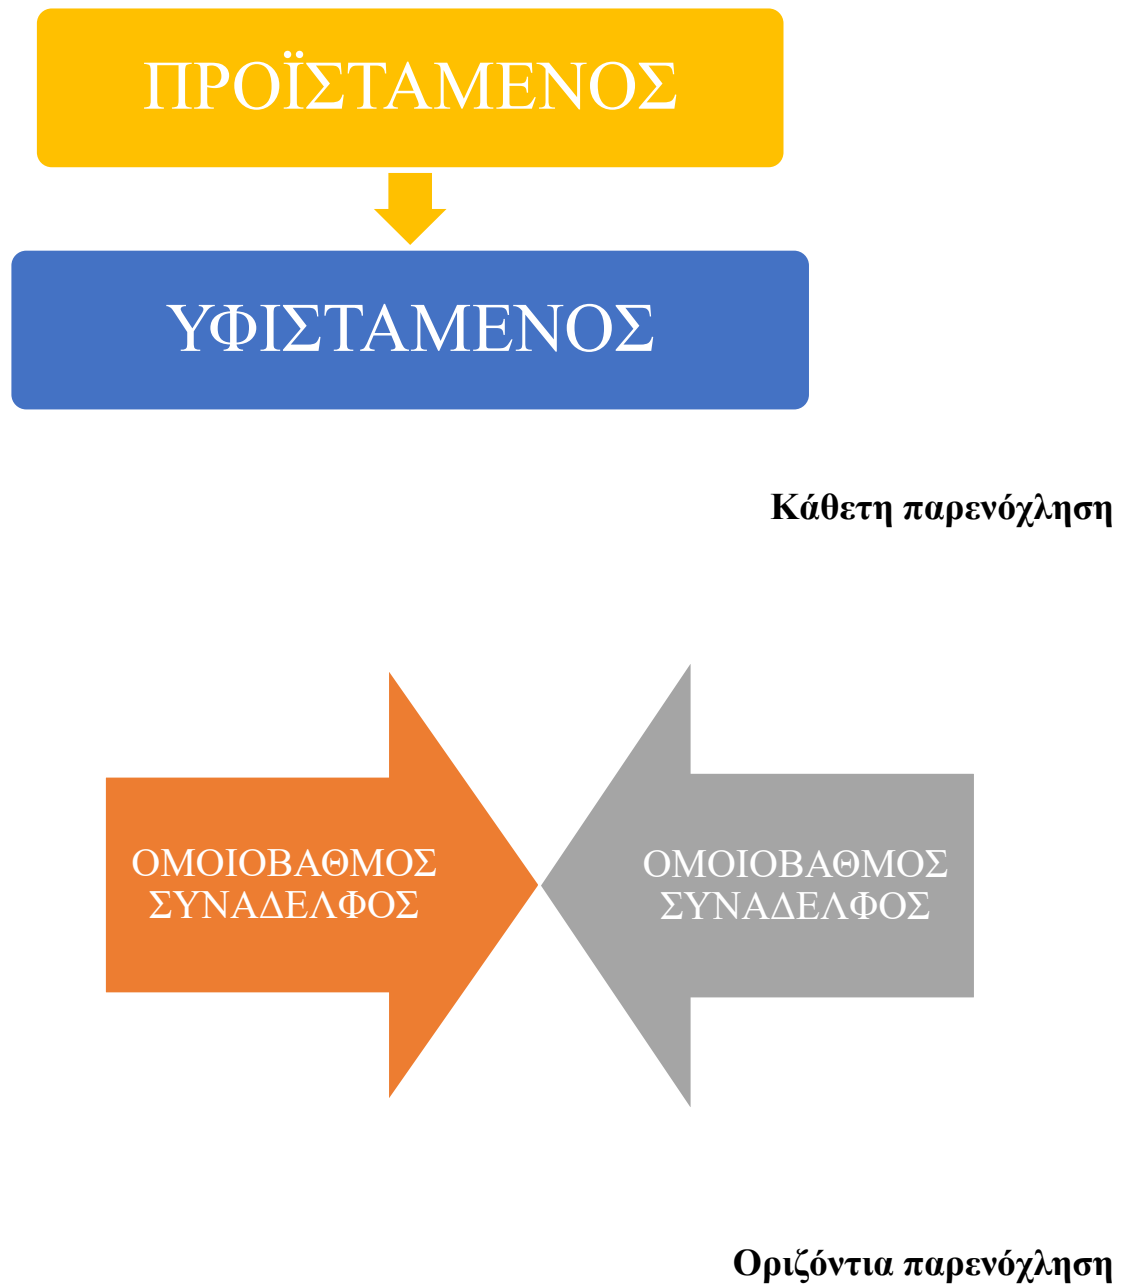 ΠΡΟΪΣΤΑΜΕΝΟΣ
ΥΦΙΣΤΑΜΕΝΟΣ
Κάθετη παρενόχληση
ΟΜΟΙΟΒΑΘΜΟΣ
ΣΥΝΑΔΕΛΦΟΣ
ΟΜΟΙΟΒΑΘΜΟΣ
ΣΥΝΑΔΕΛΦΟΣ
Οριζόντια παρενόχληση